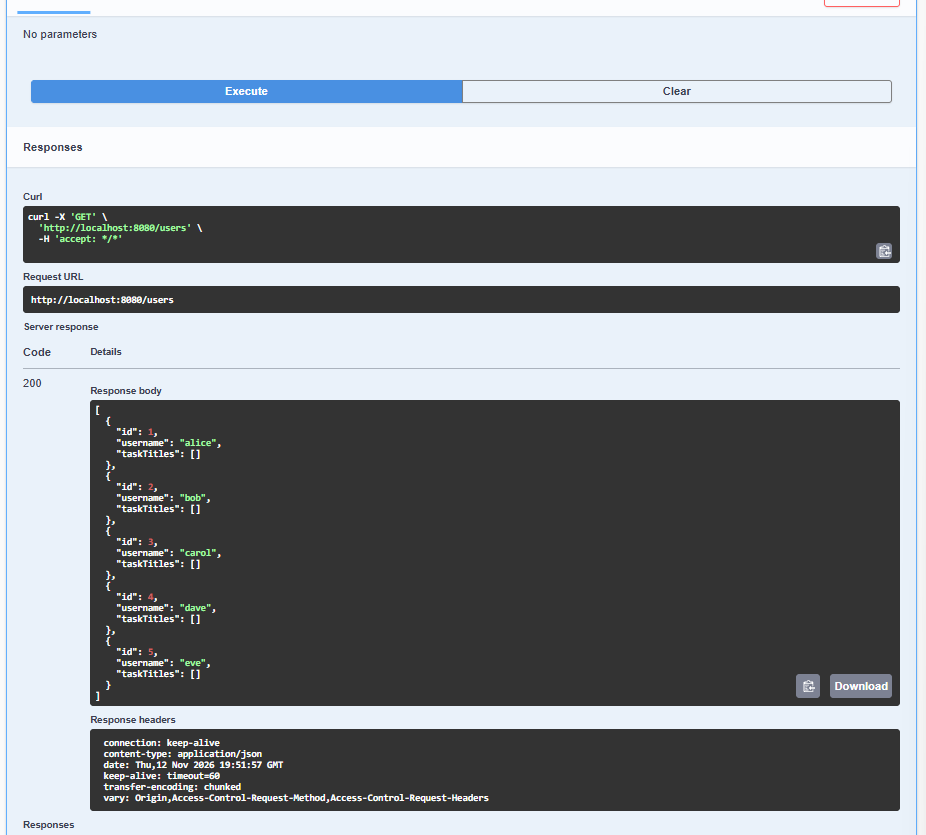 No parameters
Execute
Clear
Responses
Curl
curl -X 'GET' \
  'http://localhost:8080/users' \
  -H 'accept: */*'
Request URL
http://localhost:8080/users
Server response
Code Details
200
Response body
[
  {
    "id": 1,
    "username": "alice",
    "taskTitles": []
  },
  {
    "id": 2,
    "username": "bob",
    "taskTitles": []
  },
  {
    "id": 3,
    "username": "carol",
    "taskTitles": []
  },
  {
    "id": 4,
    "username": "dave",
    "taskTitles": []
  },
  {
    "id": 5,
    "username": "eve",
    "taskTitles": []
  }
]
Download
Response headers
connection: keep-alive
content-type: application/json
date: Thu,12 Nov 2026 19:51:57 GMT
keep-alive: timeout=60
transfer-encoding: chunked
vary: Origin,Access-Control-Request-Method,Access-Control-Request-Headers
Responses